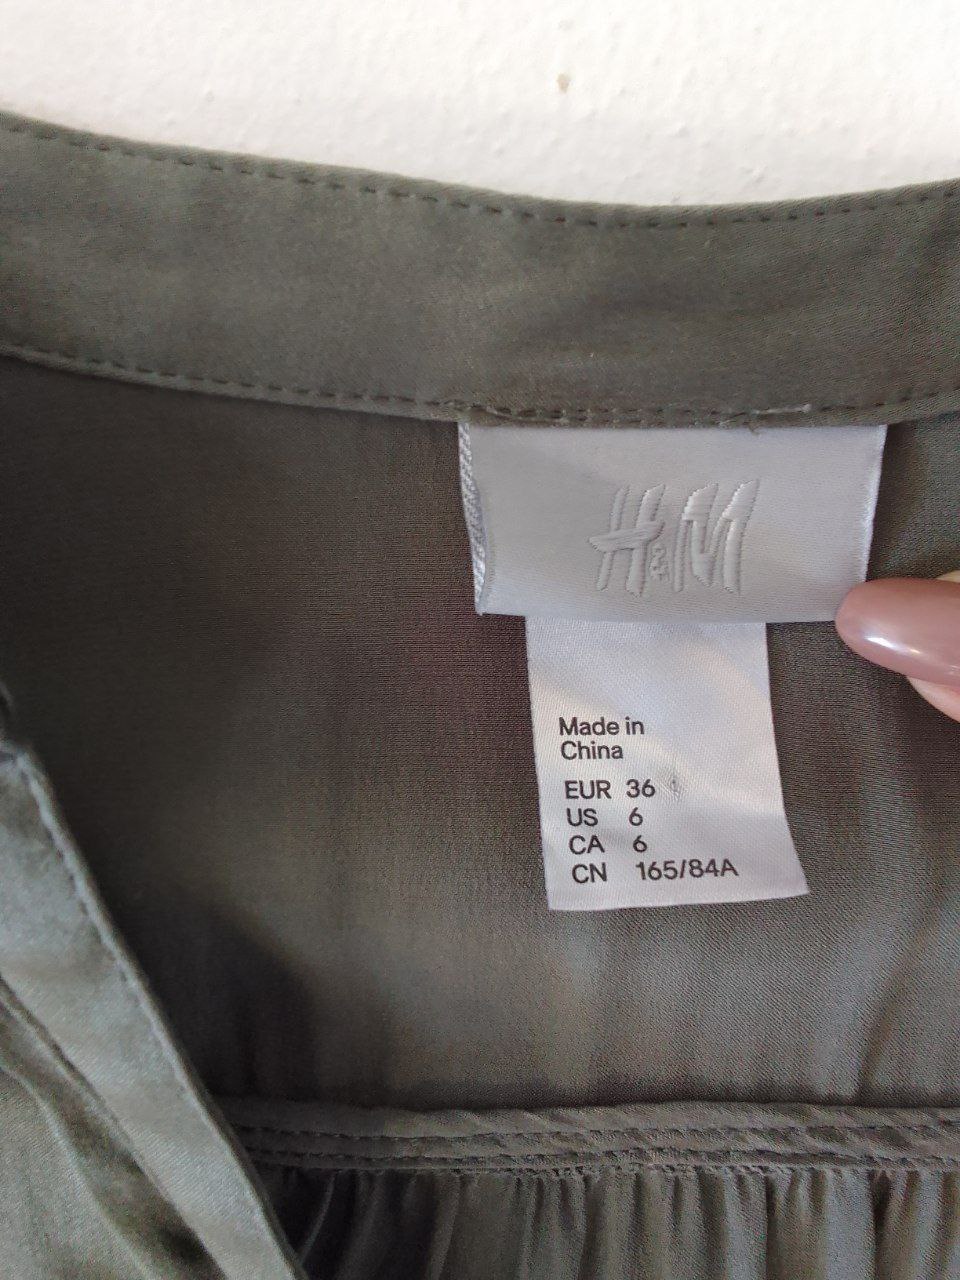 H&M
Made in
China
EUR 36
US 6
CA 6
CN 165/84A